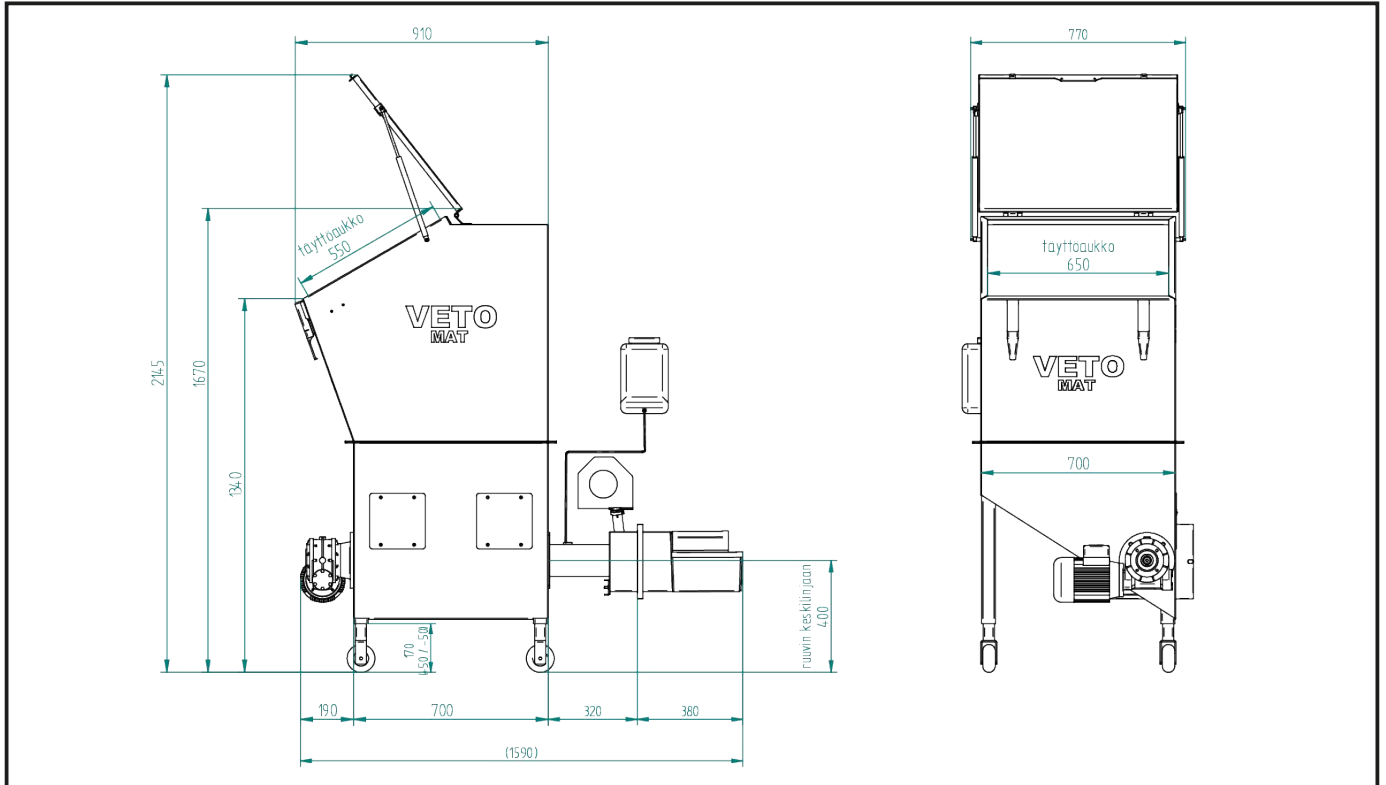 910
770
täyttöaukko
550
täyttöaukko
650
VETO
MAT
VETO
MAT
2145
1670
1340
700
ruuvin keskilinjaan
400
170
(+50 / -50)
190
700
320
380
(1590)